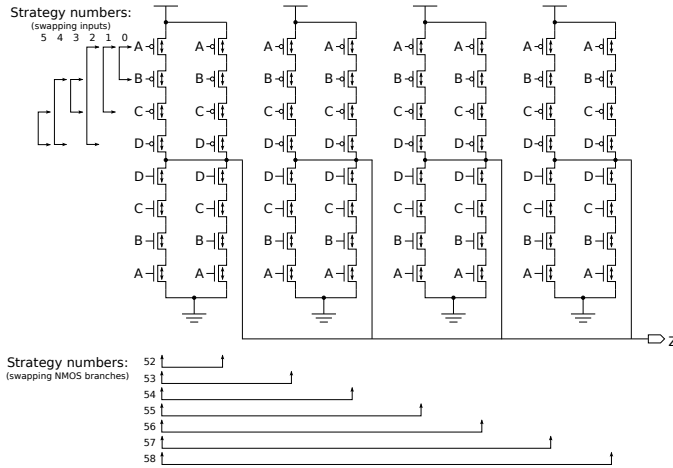 Strategy numbers:
(swapping inputs)
5 4 3 2 1 0
A A A A A A A A
B B B B B B B B
C C C C C C C C
D D D D D D D D
D D D D D D D D
C C C C C C C C
B B B B B B B B
A A A A A A A A
Z
Strategy numbers:
(swapping NMOS branches)
52
53
54
55
56
57
58